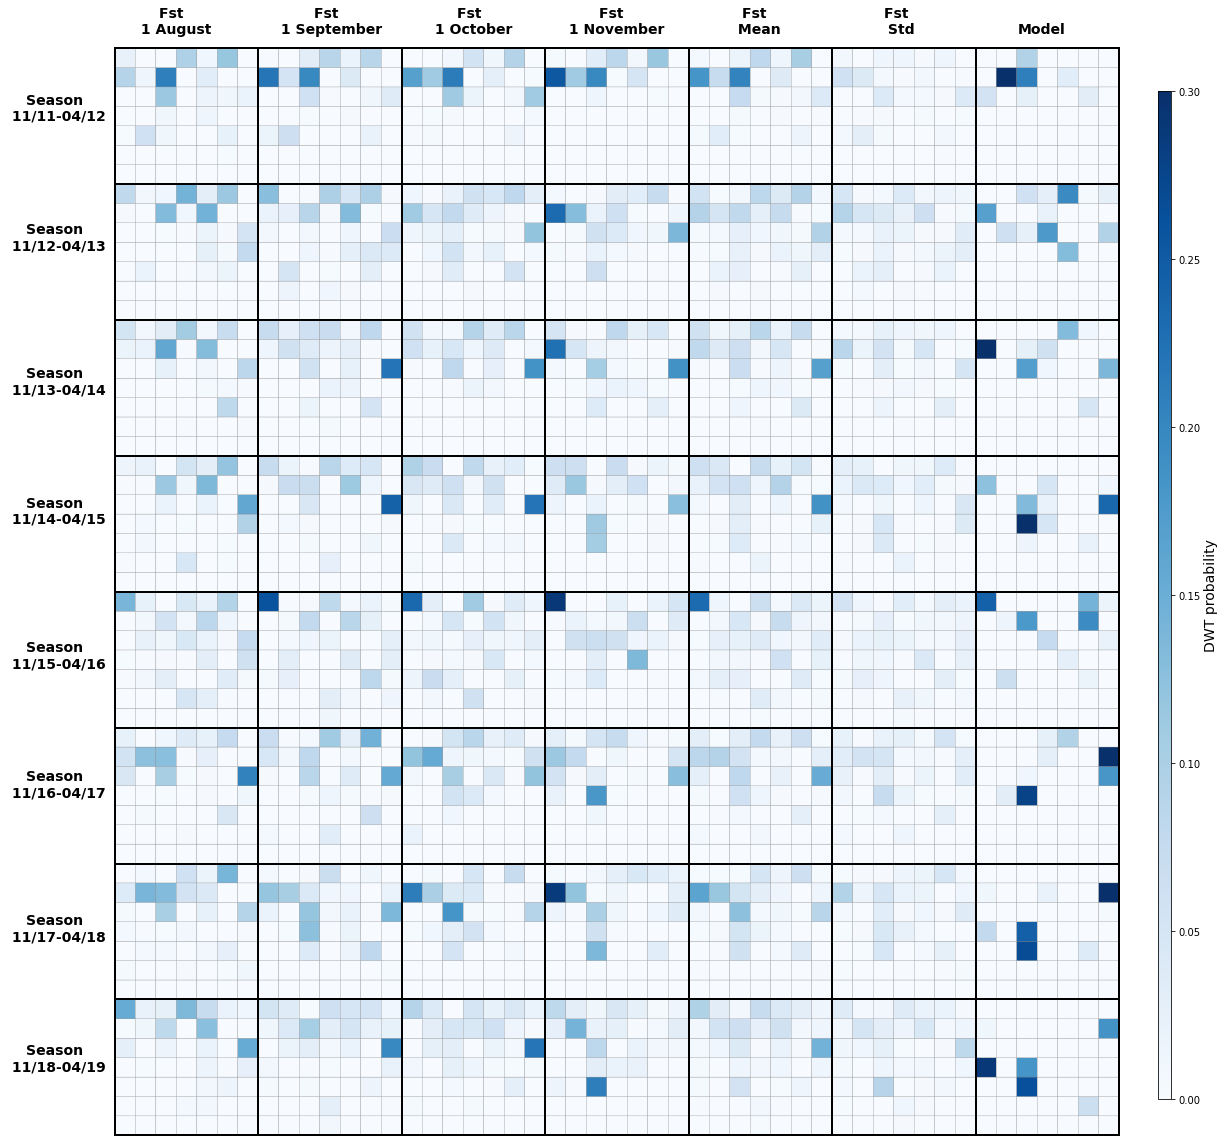 Fst
1 August
Fst
1 September
Fst
1 October
Fst
1 November
Fst
Mean
Fst
Std
Model
Season
11/11-04/12
Season
11/12-04/13
Season
11/13-04/14
Season
11/14-04/15
Season
11/15-04/16
Season
11/16-04/17
Season
11/17-04/18
Season
11/18-04/19
0.30
0.25
0.20
0.15
0.10
0.05
0.00
DWT probability